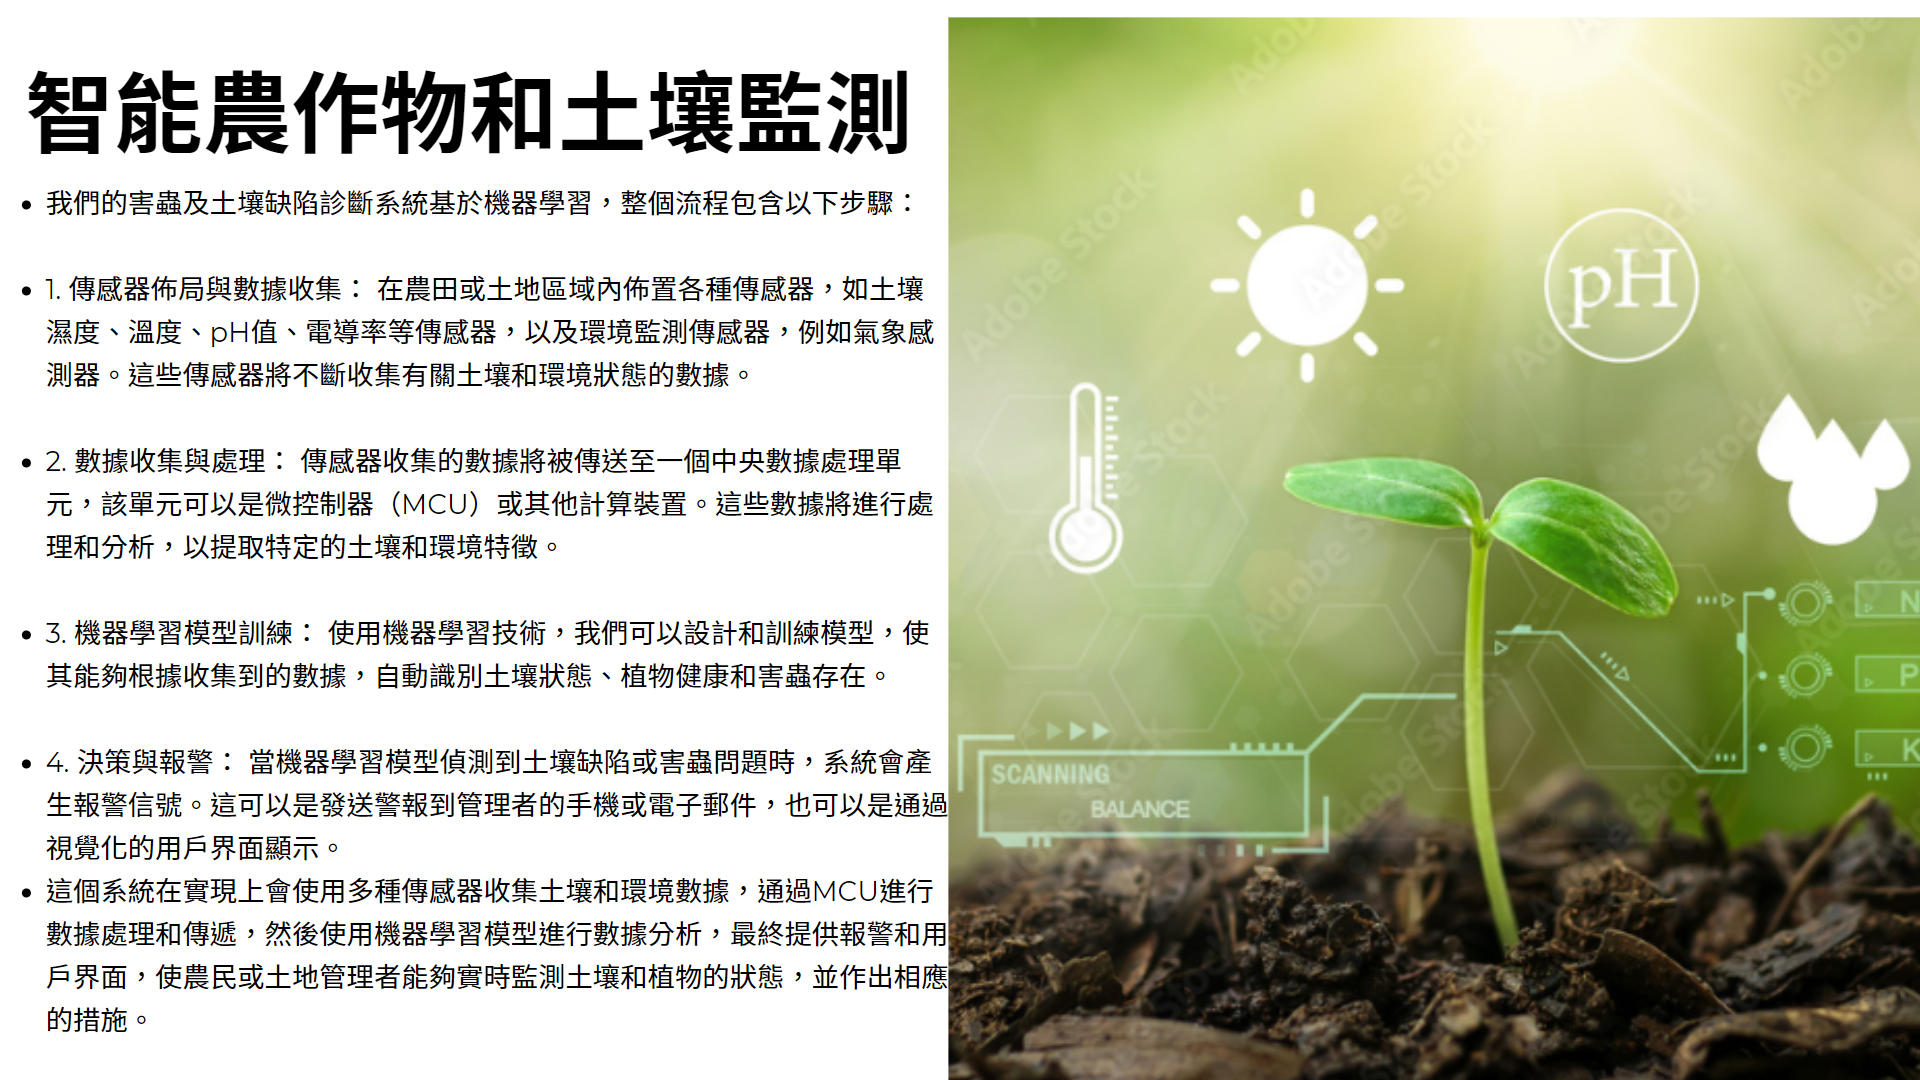 智能農作物和土壤監測
我們的害蟲及土壤缺陷診斷系統基於機器學習，整個流程包含以下步驟：
1. 傳感器佈局與數據收集： 在農田或土地區域內佈置各種傳感器，如土壤
濕度、溫度、pH值、電導率等傳感器，以及環境監測傳感器，例如氣象感
測器。這些傳感器將不斷收集有關土壤和環境狀態的數據。
2. 數據收集與處理： 傳感器收集的數據將被傳送至一個中央數據處理單
元，該單元可以是微控制器（MCU）或其他計算裝置。這些數據將進行處
理和分析，以提取特定的土壤和環境特徵。
3. 機器學習模型訓練： 使用機器學習技術，我們可以設計和訓練模型，使
其能夠根據收集到的數據，自動識別土壤狀態、植物健康和害蟲存在。
4. 決策與報警： 當機器學習模型偵測到土壤缺陷或害蟲問題時，系統會產
生報警信號。這可以是發送警報到管理者的手機或電子郵件，也可以是通過
視覺化的用戶界面顯示。
這個系統在實現上會使用多種傳感器收集土壤和環境數據，通過MCU進行
數據處理和傳遞，然後使用機器學習模型進行數據分析，最終提供報警和用
戶界面，使農民或土地管理者能夠實時監測土壤和植物的狀態，並作出相應
的措施。
pH
N
P
K
SCANNING
BALANCE
Adobe Stock